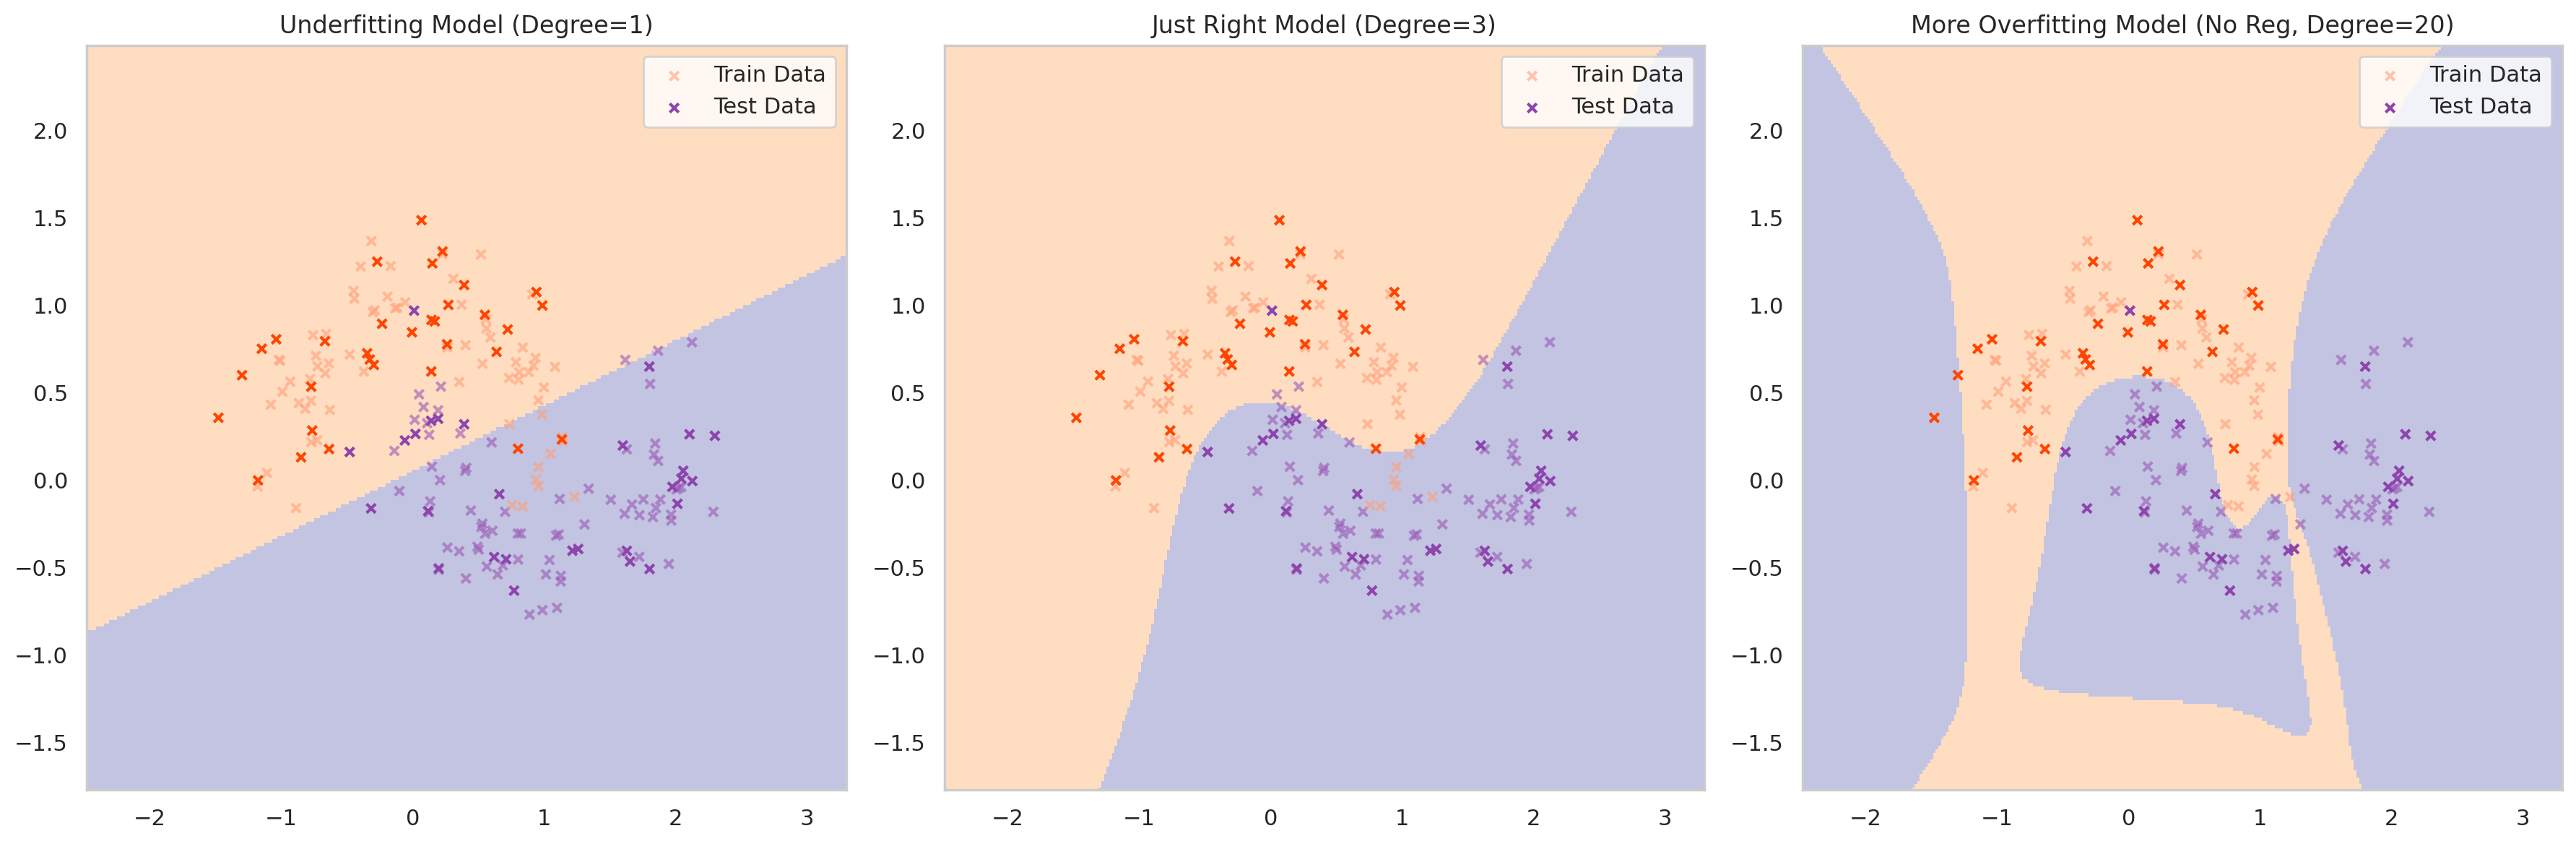 Underfitting Model (Degree=1)
Train Data
Test Data
2.0
1.5
1.0
0.5
0.0
−0.5
−1.0
−1.5
−2 −1 0 1 2 3
Just Right Model (Degree=3)
Train Data
Test Data
2.0
1.5
1.0
0.5
0.0
−0.5
−1.0
−1.5
−2 −1 0 1 2 3
More Overfitting Model (No Reg, Degree=20)
Train Data
Test Data
2.0
1.5
1.0
0.5
0.0
−0.5
−1.0
−1.5
−2 −1 0 1 2 3